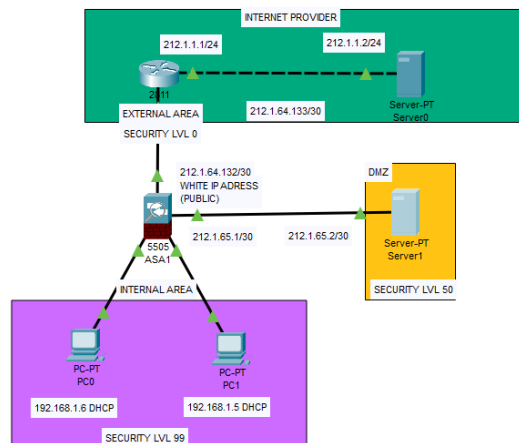 INTERNET PROVIDER
212.1.1.1/24
212.1.1.2/24
2811
Server-PT
Server0
EXTERNAL AREA
212.1.64.133/30
SECURITY LVL 0
212.1.64.132/30
WHITE IP ADRESS
(PUBLIC)
DMZ
5505
ASA1
212.1.65.1/30
212.1.65.2/30
Server-PT
Server1
SECURITY LVL 50
INTERNAL AREA
PC-PT
PC0
PC-PT
PC1
192.168.1.6 DHCP
192.168.1.5 DHCP
SECURITY LVL 99